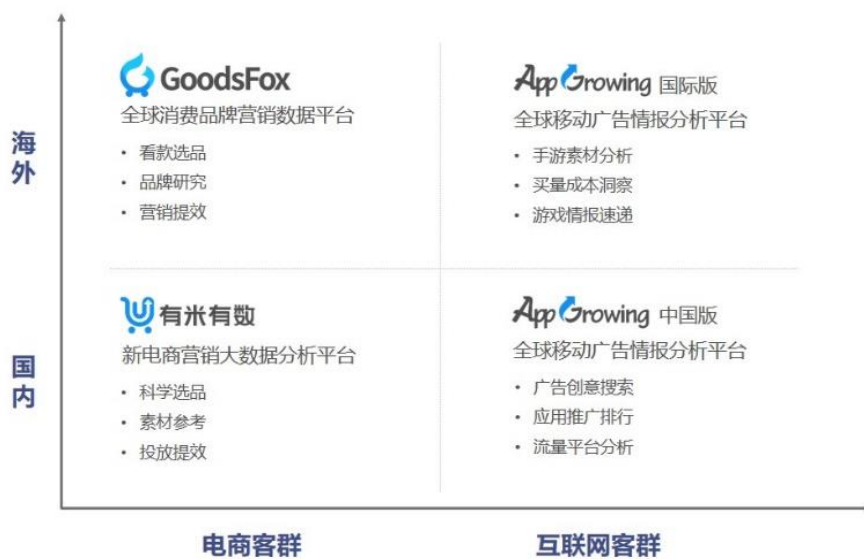 海外
GoodsFox
全球消费品牌营销数据平台
• 看款选品
• 品牌研究
• 营销提效
AppGrowing 国际版
全球移动广告情报分析平台
• 手游素材分析
• 买量成本洞察
• 游戏情报速递
国内
有米有数
新电商营销大数据分析平台
• 科学选品
• 素材参考
• 投放提效
AppGrowing 中国版
全球移动广告情报分析平台
• 广告创意搜索
• 应用推广排行
• 流量平台分析
电商客群
互联网客群